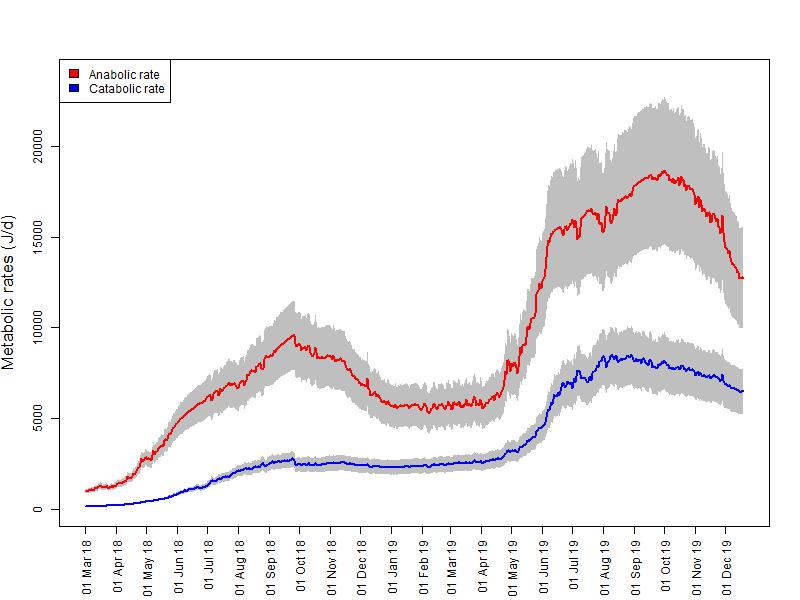 Anabolic rate
Catabolic rate
Metabolic rates (J/d)
20000
15000
10000
5000
0
01 Mar 18
01 Apr 18
01 May 18
01 Jun 18
01 Jul 18
01 Aug 18
01 Sep 18
01 Oct 18
01 Nov 18
01 Dec 18
01 Jan 19
01 Feb 19
01 Mar 19
01 Apr 19
01 May 19
01 Jun 19
01 Jul 19
01 Aug 19
01 Sep 19
01 Oct 19
01 Nov 19
01 Dec 19